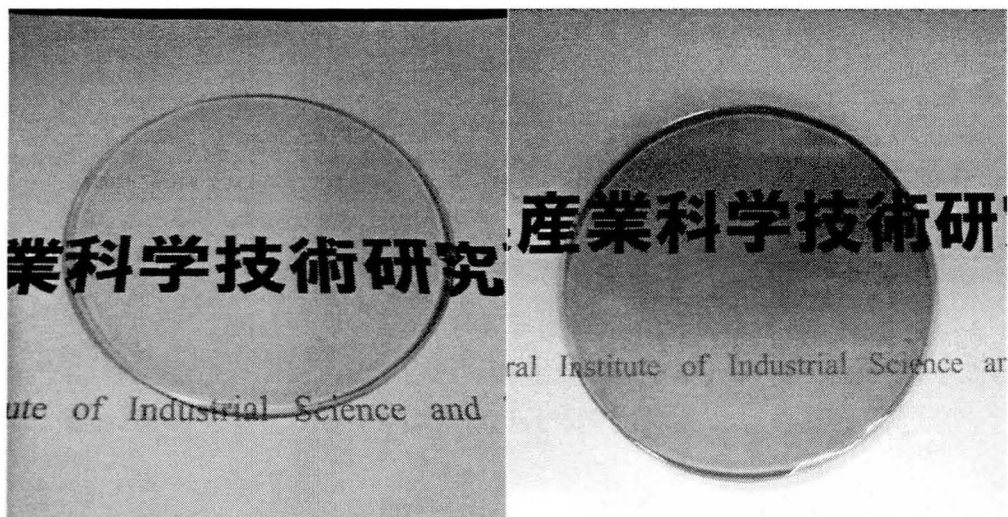 業科学技術研究
ute of Industrial Science and
産業科学技術研
ral Institute of Industrial Science an